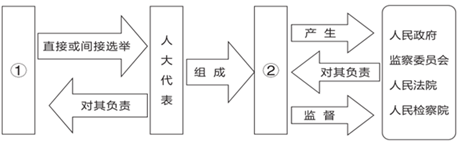 ①
直接或间接选举
对其负责
人大代表
组成
②
产生
对其负责
监督
人民政府
监察委员会
人民法院
人民检察院